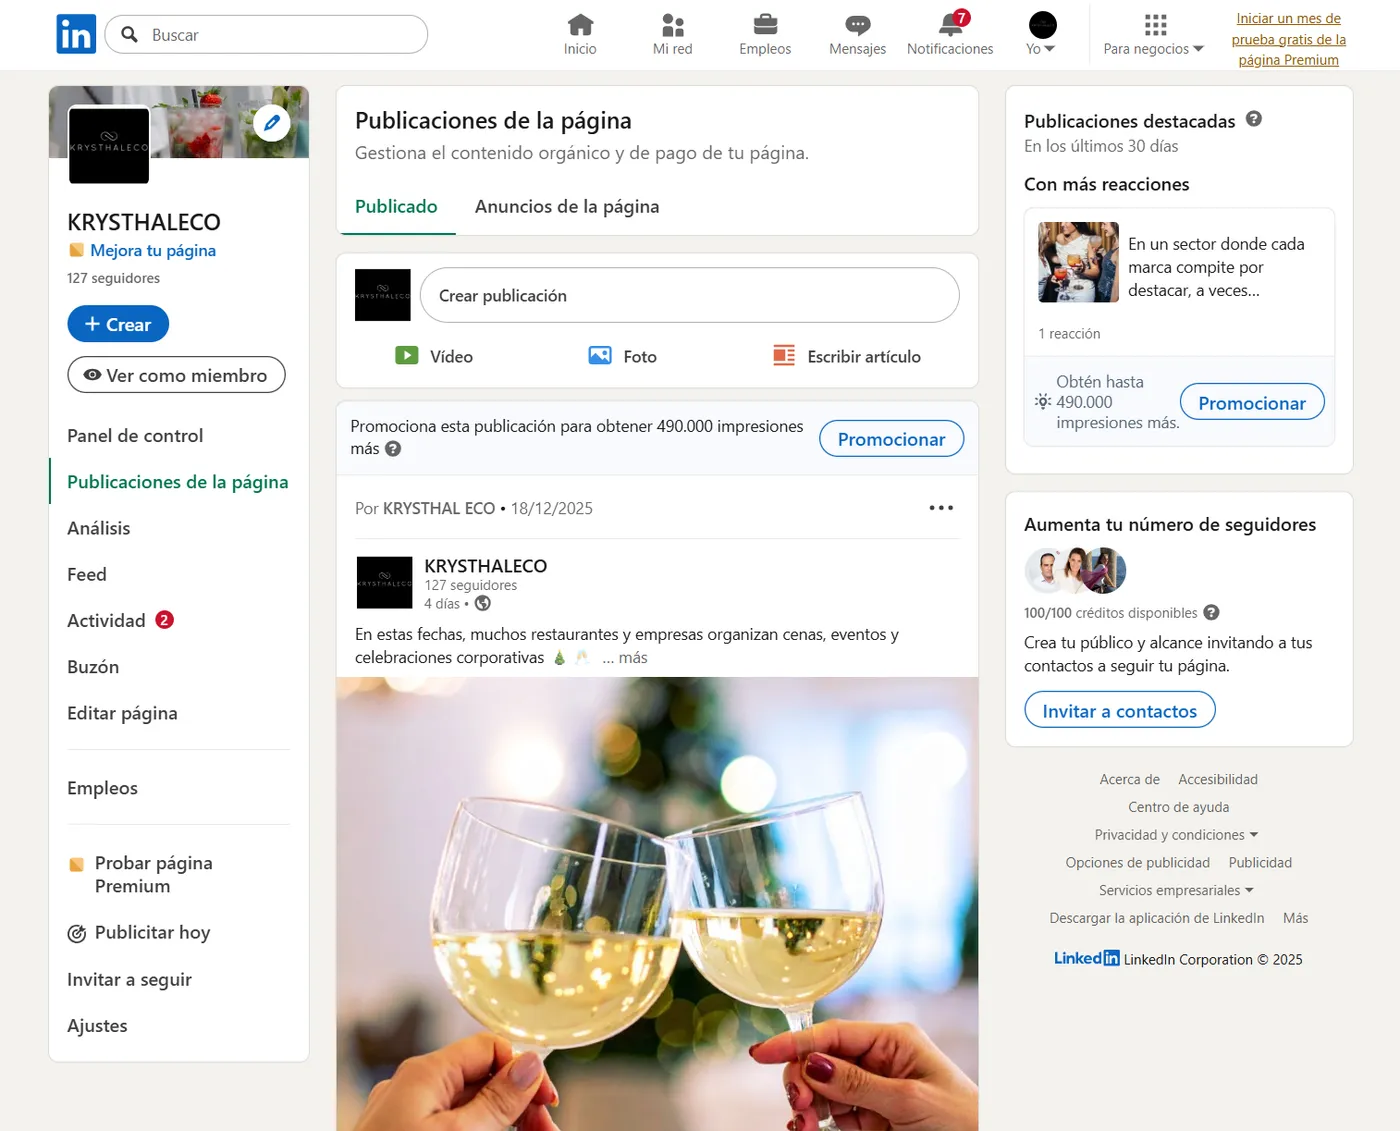 in
Buscar
Inicio
Mi red
Empleos
Mensajes
7
Notificaciones
Yo
Para negocios
Iniciar un mes de
prueba gratis de la
página Premium
KRYSTHALECO
KRYSTHALECO
Mejora tu página
127 seguidores
+ Crear
Ver como miembro
Panel de control
Publicaciones de la página
Análisis
Feed
Actividad 2
Buzón
Editar página
Empleos
Probar página
Premium
Publicitar hoy
Invitar a seguir
Ajustes
Publicaciones de la página
Gestiona el contenido orgánico y de pago de tu página.
Publicado
Anuncios de la página
KRYSTHALECO
Crear publicación
Vídeo
Foto
Escribir artículo
Promociona esta publicación para obtener 490.000 impresiones
más ?
Promocionar
Por KRYSTHAL ECO • 18/12/2025
KRYSTHALECO
KRYSTHALECO
127 seguidores
4 días •
En estas fechas, muchos restaurantes y empresas organizan cenas, eventos y
celebraciones corporativas 🎄 🥂 ... más
Publicaciones destacadas ?
En los últimos 30 días
Con más reacciones
En un sector donde cada
marca compite por
destacar, a veces...
1 reacción
Obtén hasta
490.000
impresiones más.
Promocionar
Aumenta tu número de seguidores
100/100 créditos disponibles ?
Crea tu público y alcance invitando a tus
contactos a seguir tu página.
Invitar a contactos
Acerca de
Accesibilidad
Centro de ayuda
Privacidad y condiciones
Opciones de publicidad
Publicidad
Servicios empresariales
Descargar la aplicación de LinkedIn
Más
LinkedIn LinkedIn Corporation © 2025